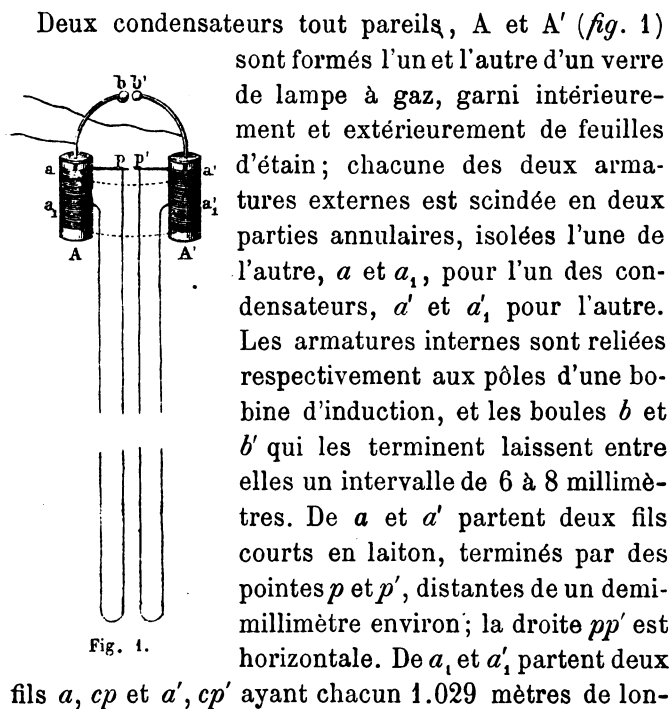 Deux condensateurs tout pareils, A et A' (fig. 1)
sont formés l'un et l'autre d'un verre
de lampe à gaz, garni intérieure-
ment et extérieurement de feuilles
d'étain; chacune des deux arma-
tures externes est scindée en deux
parties annulaires, isolées l'une de
l'autre, a et a₁, pour l'un des con-
densateurs, a' et a'₁ pour l'autre.
Les armatures internes sont reliées
respectivement aux pôles d'une bo-
bine d'induction, et les boules b et
b' qui les terminent laissent entre
elles un intervalle de 6 à 8 millimè-
tres. De a et a' partent deux fils
courts en laiton, terminés par des
pointes p et p', distantes de un demi-
millimètre environ; la droite pp' est
horizontale. De a₁ et a'₁ partent deux
fils a, cp et a', cp' ayant chacun 1.029 mètres de lon-
b b'
a p p' a'
a₁ a'₁
A A'
Fig. 1.